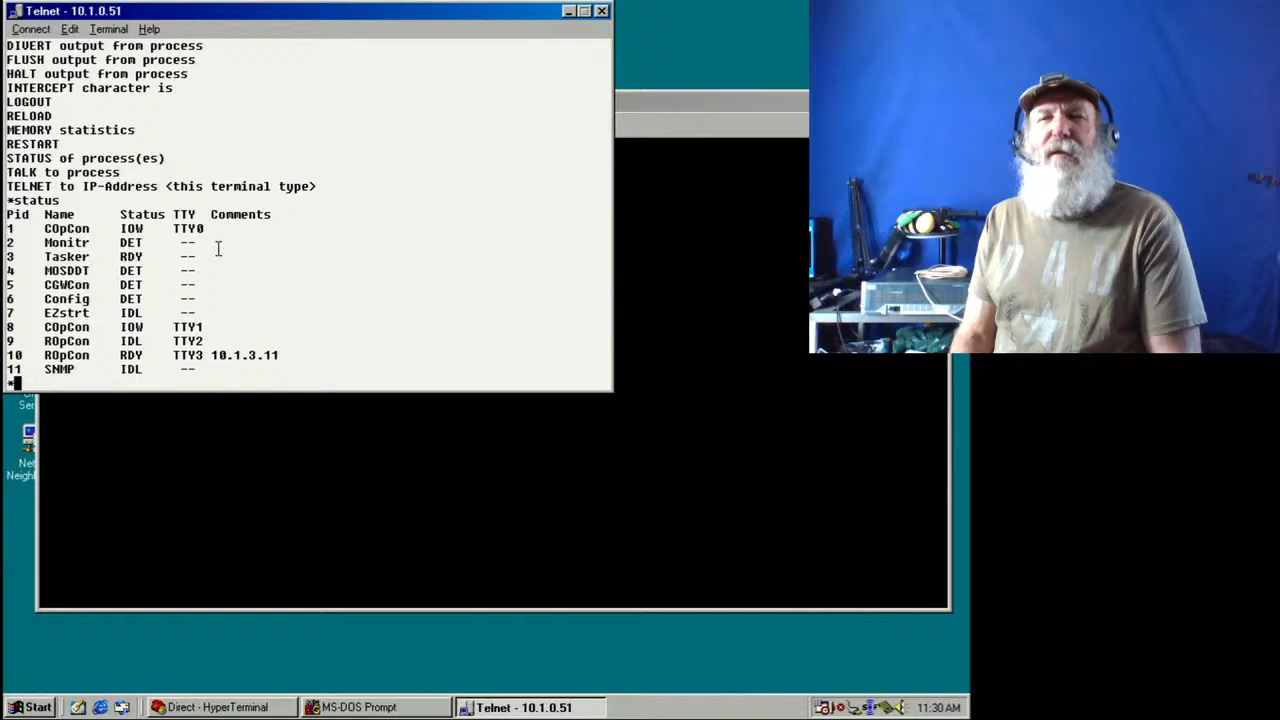 Telnet - 10.1.0.51
Connect Edit Terminal Help
DIVERT output from process
FLUSH output from process
HALT output from process
INTERCEPT character is
LOGOUT
RELOAD
MEMORY statistics
RESTART
STATUS of process(es)
TALK to process
TELNET to IP-Address <this terminal type>
*status
Pid Name Status TTY Comments
1 COpCon IOW TTY0
2 Monitr DET --
3 Tasker RDY --
4 MOSDDT DET --
5 CGWCon DET --
6 Config DET --
7 EZstrt IDL --
8 COpCon IOW TTY1
9 ROpCon IDL TTY2
10 ROpCon RDY TTY3 10.1.3.11
11 SNMP IDL --
*
Ser
Net
Neighl
DAD
Start
Direct - HyperTerminal
MS-DOS Prompt
Telnet - 10.1.0.51
11:30 AM